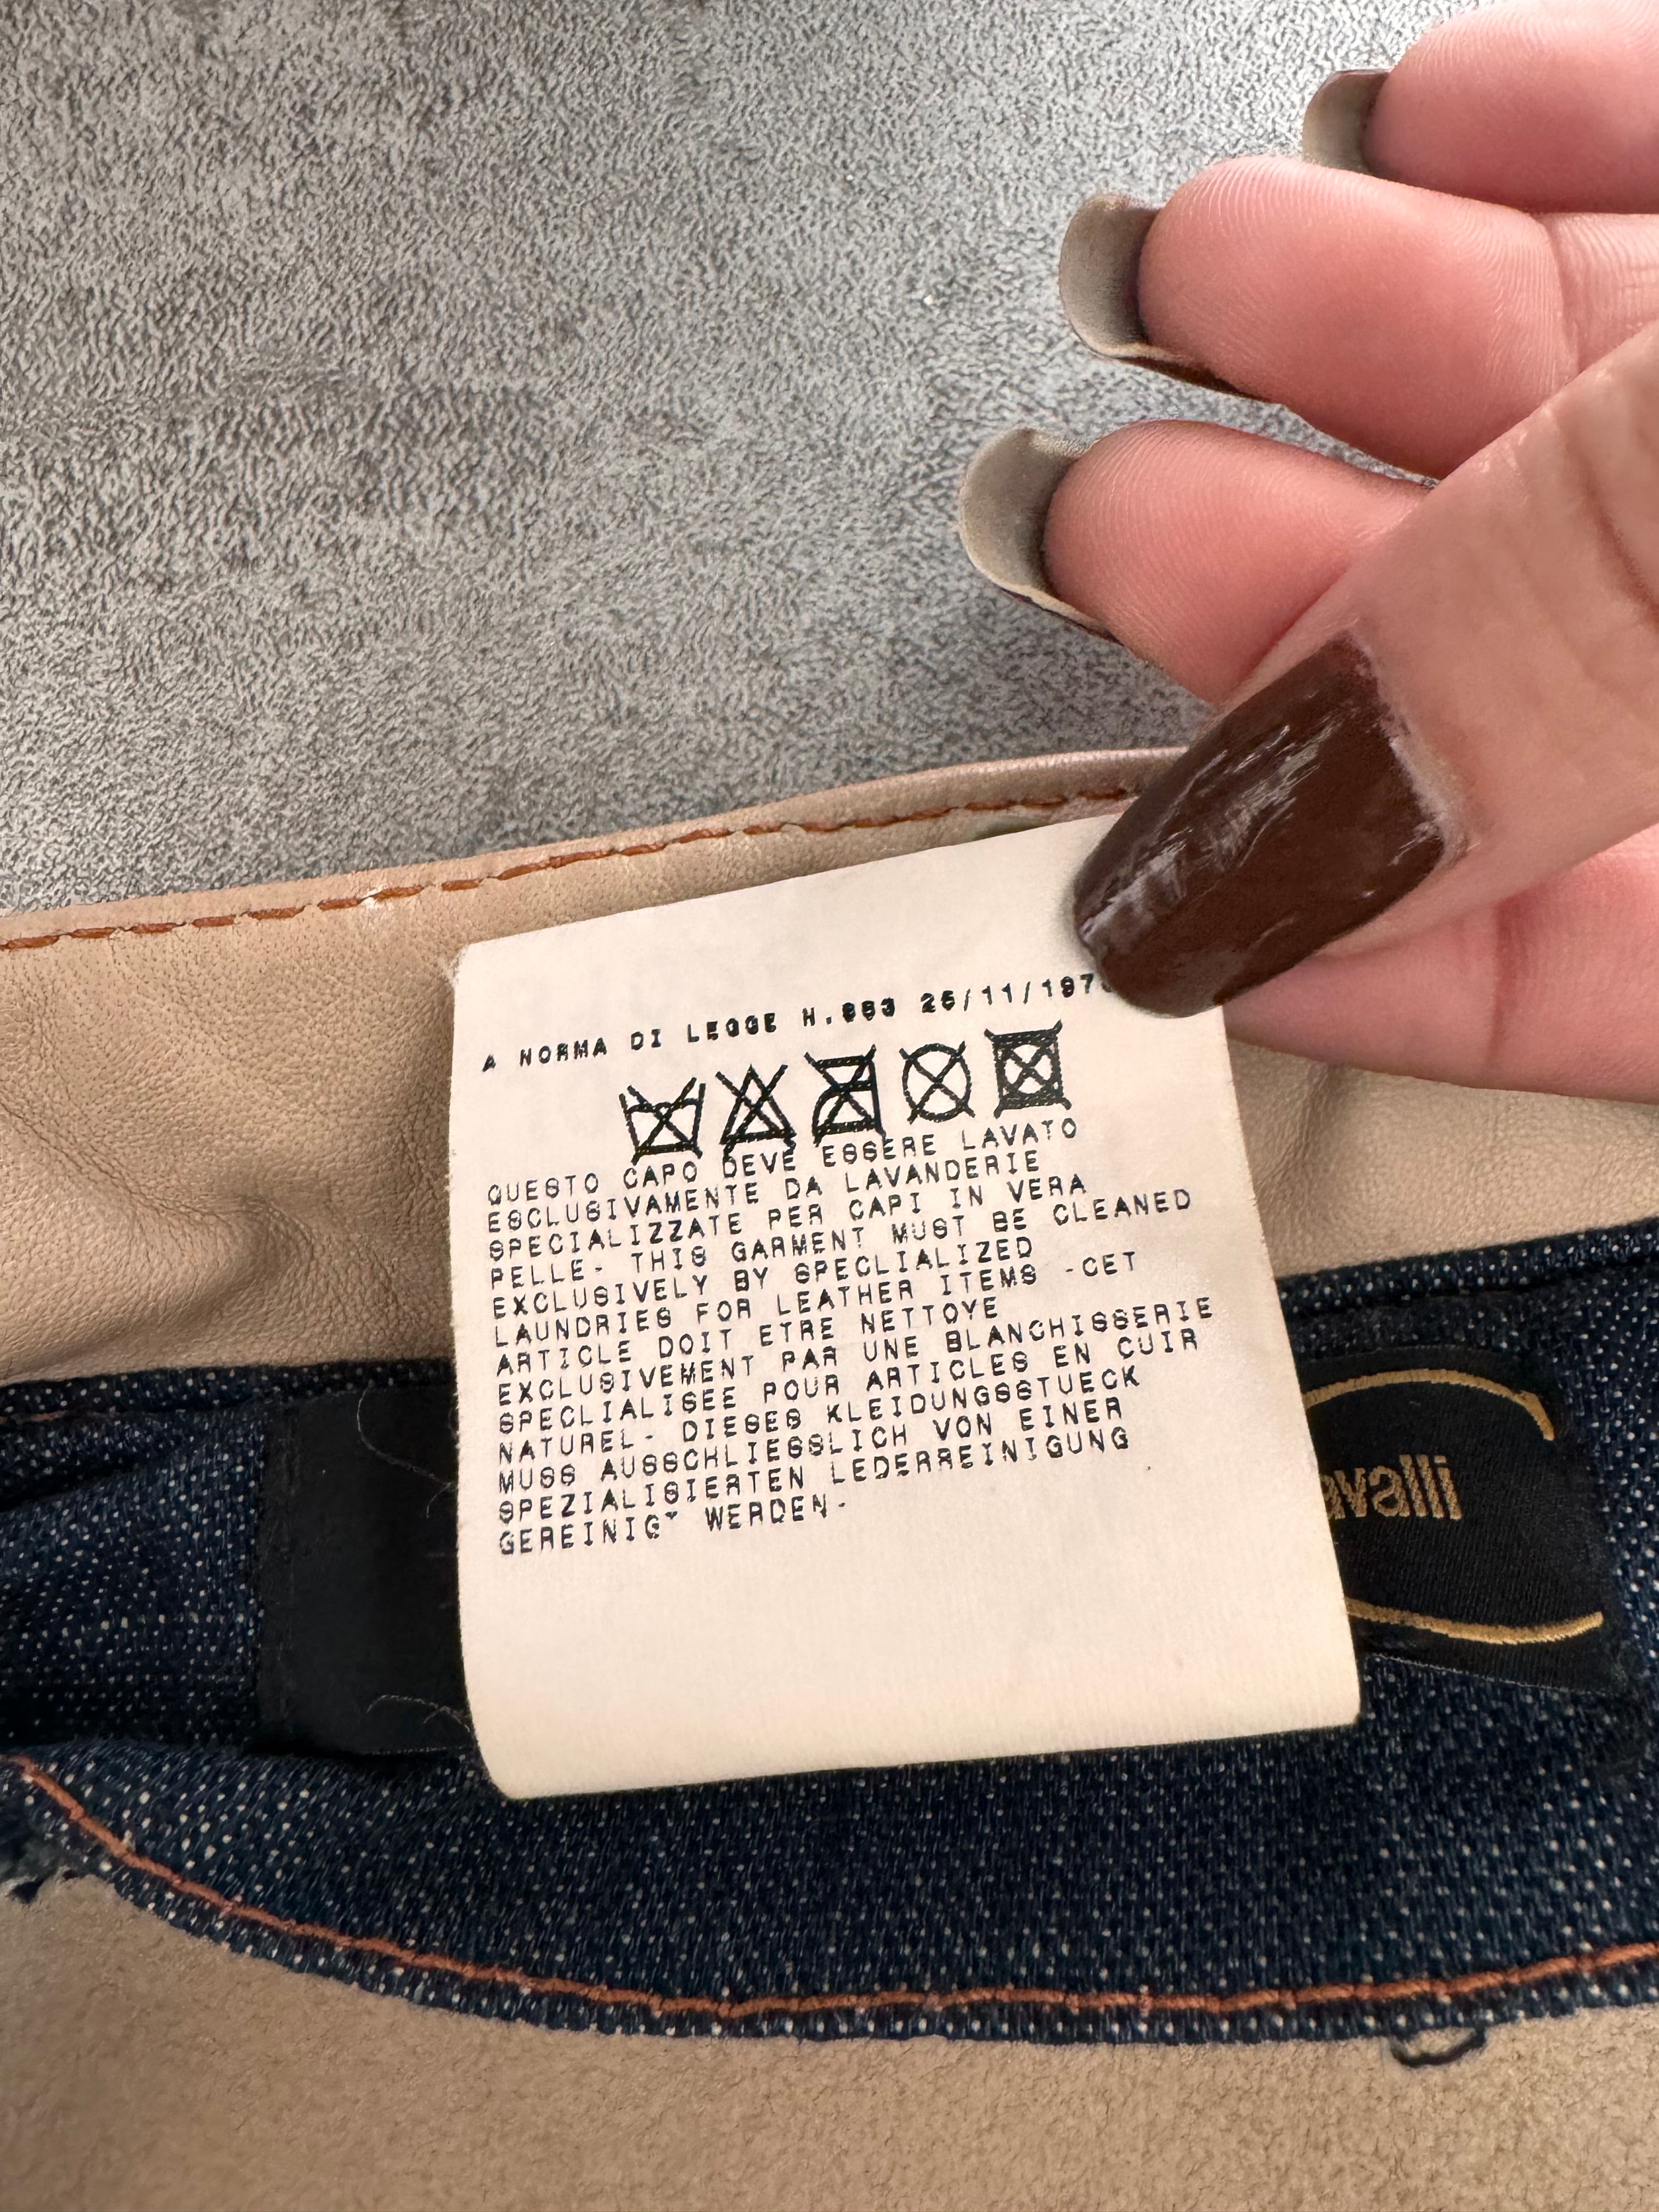 A NORMA DI LEGGE H.883 26/11/197
QUESTO CAPO DEVE ESSERE LAVATO
ESCLUSIVAMENTE DA LAVANDERIE
SPECIALIZZATE PER CAPI IN VERA
PELLE- THIS GARMENT MUST BE CLEANED
EXCLUSIVELY BY SPECLIALIZED
LAUNDRIES FOR LEATHER ITEMS -CET
ARTICLE DOIT ETRE NETTOYE
EXCLUSIVEMENT PAR UNE BLANCHISSERIE
SPECLIALISEE POUR ARTICLES EN CUIR
NATUREL- DIESES KLEIDUNGSSTUECK
MUSS AUSSCHLIESSLICH VON EINER
SPEZIALISIERTEN LEDERREINIGUNG
GEREINIGT WERDEN-
avalli